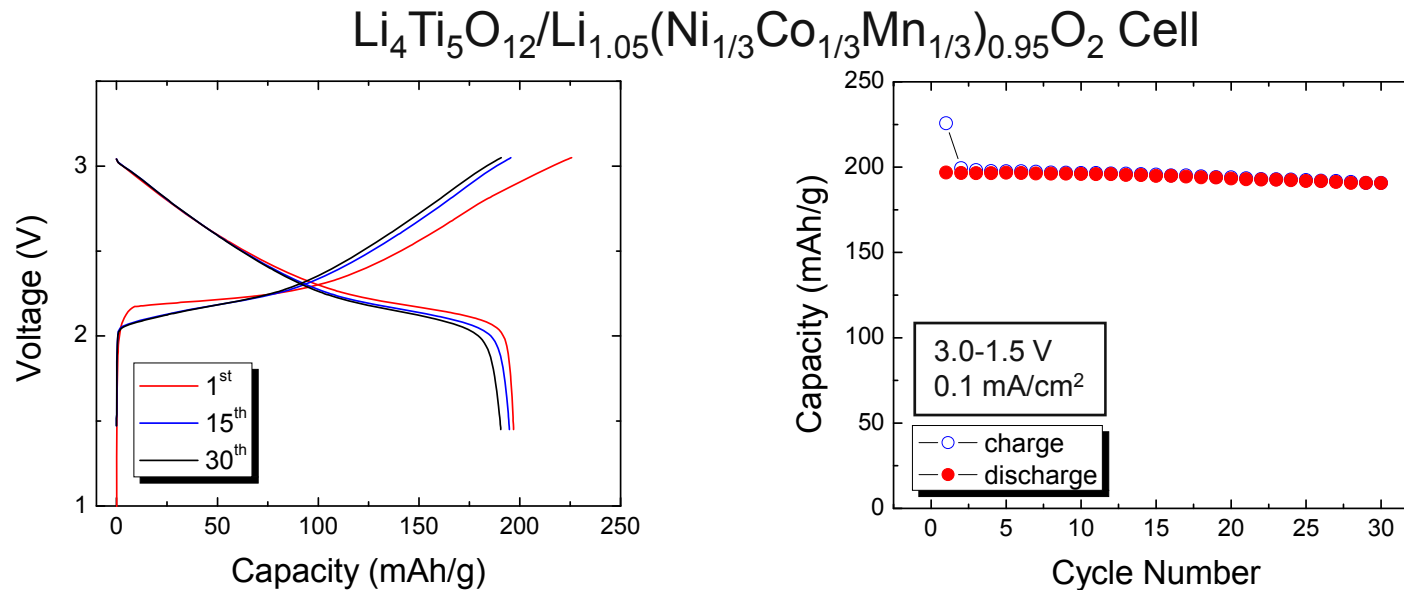 Li₄Ti₅O₁₂/Li₁.₀₅(Ni₁/₃Co₁/₃Mn₁/₃)₀.₉₅O₂ Cell
3
2
1
Voltage (V)
1ˢᵗ
15ᵗʰ
30ᵗʰ
0 50 100 150 200 250
Capacity (mAh/g)
250
200
150
100
50
0
Capacity (mAh/g)
3.0-1.5 V
0.1 mA/cm²
charge
discharge
0 5 10 15 20 25 30
Cycle Number